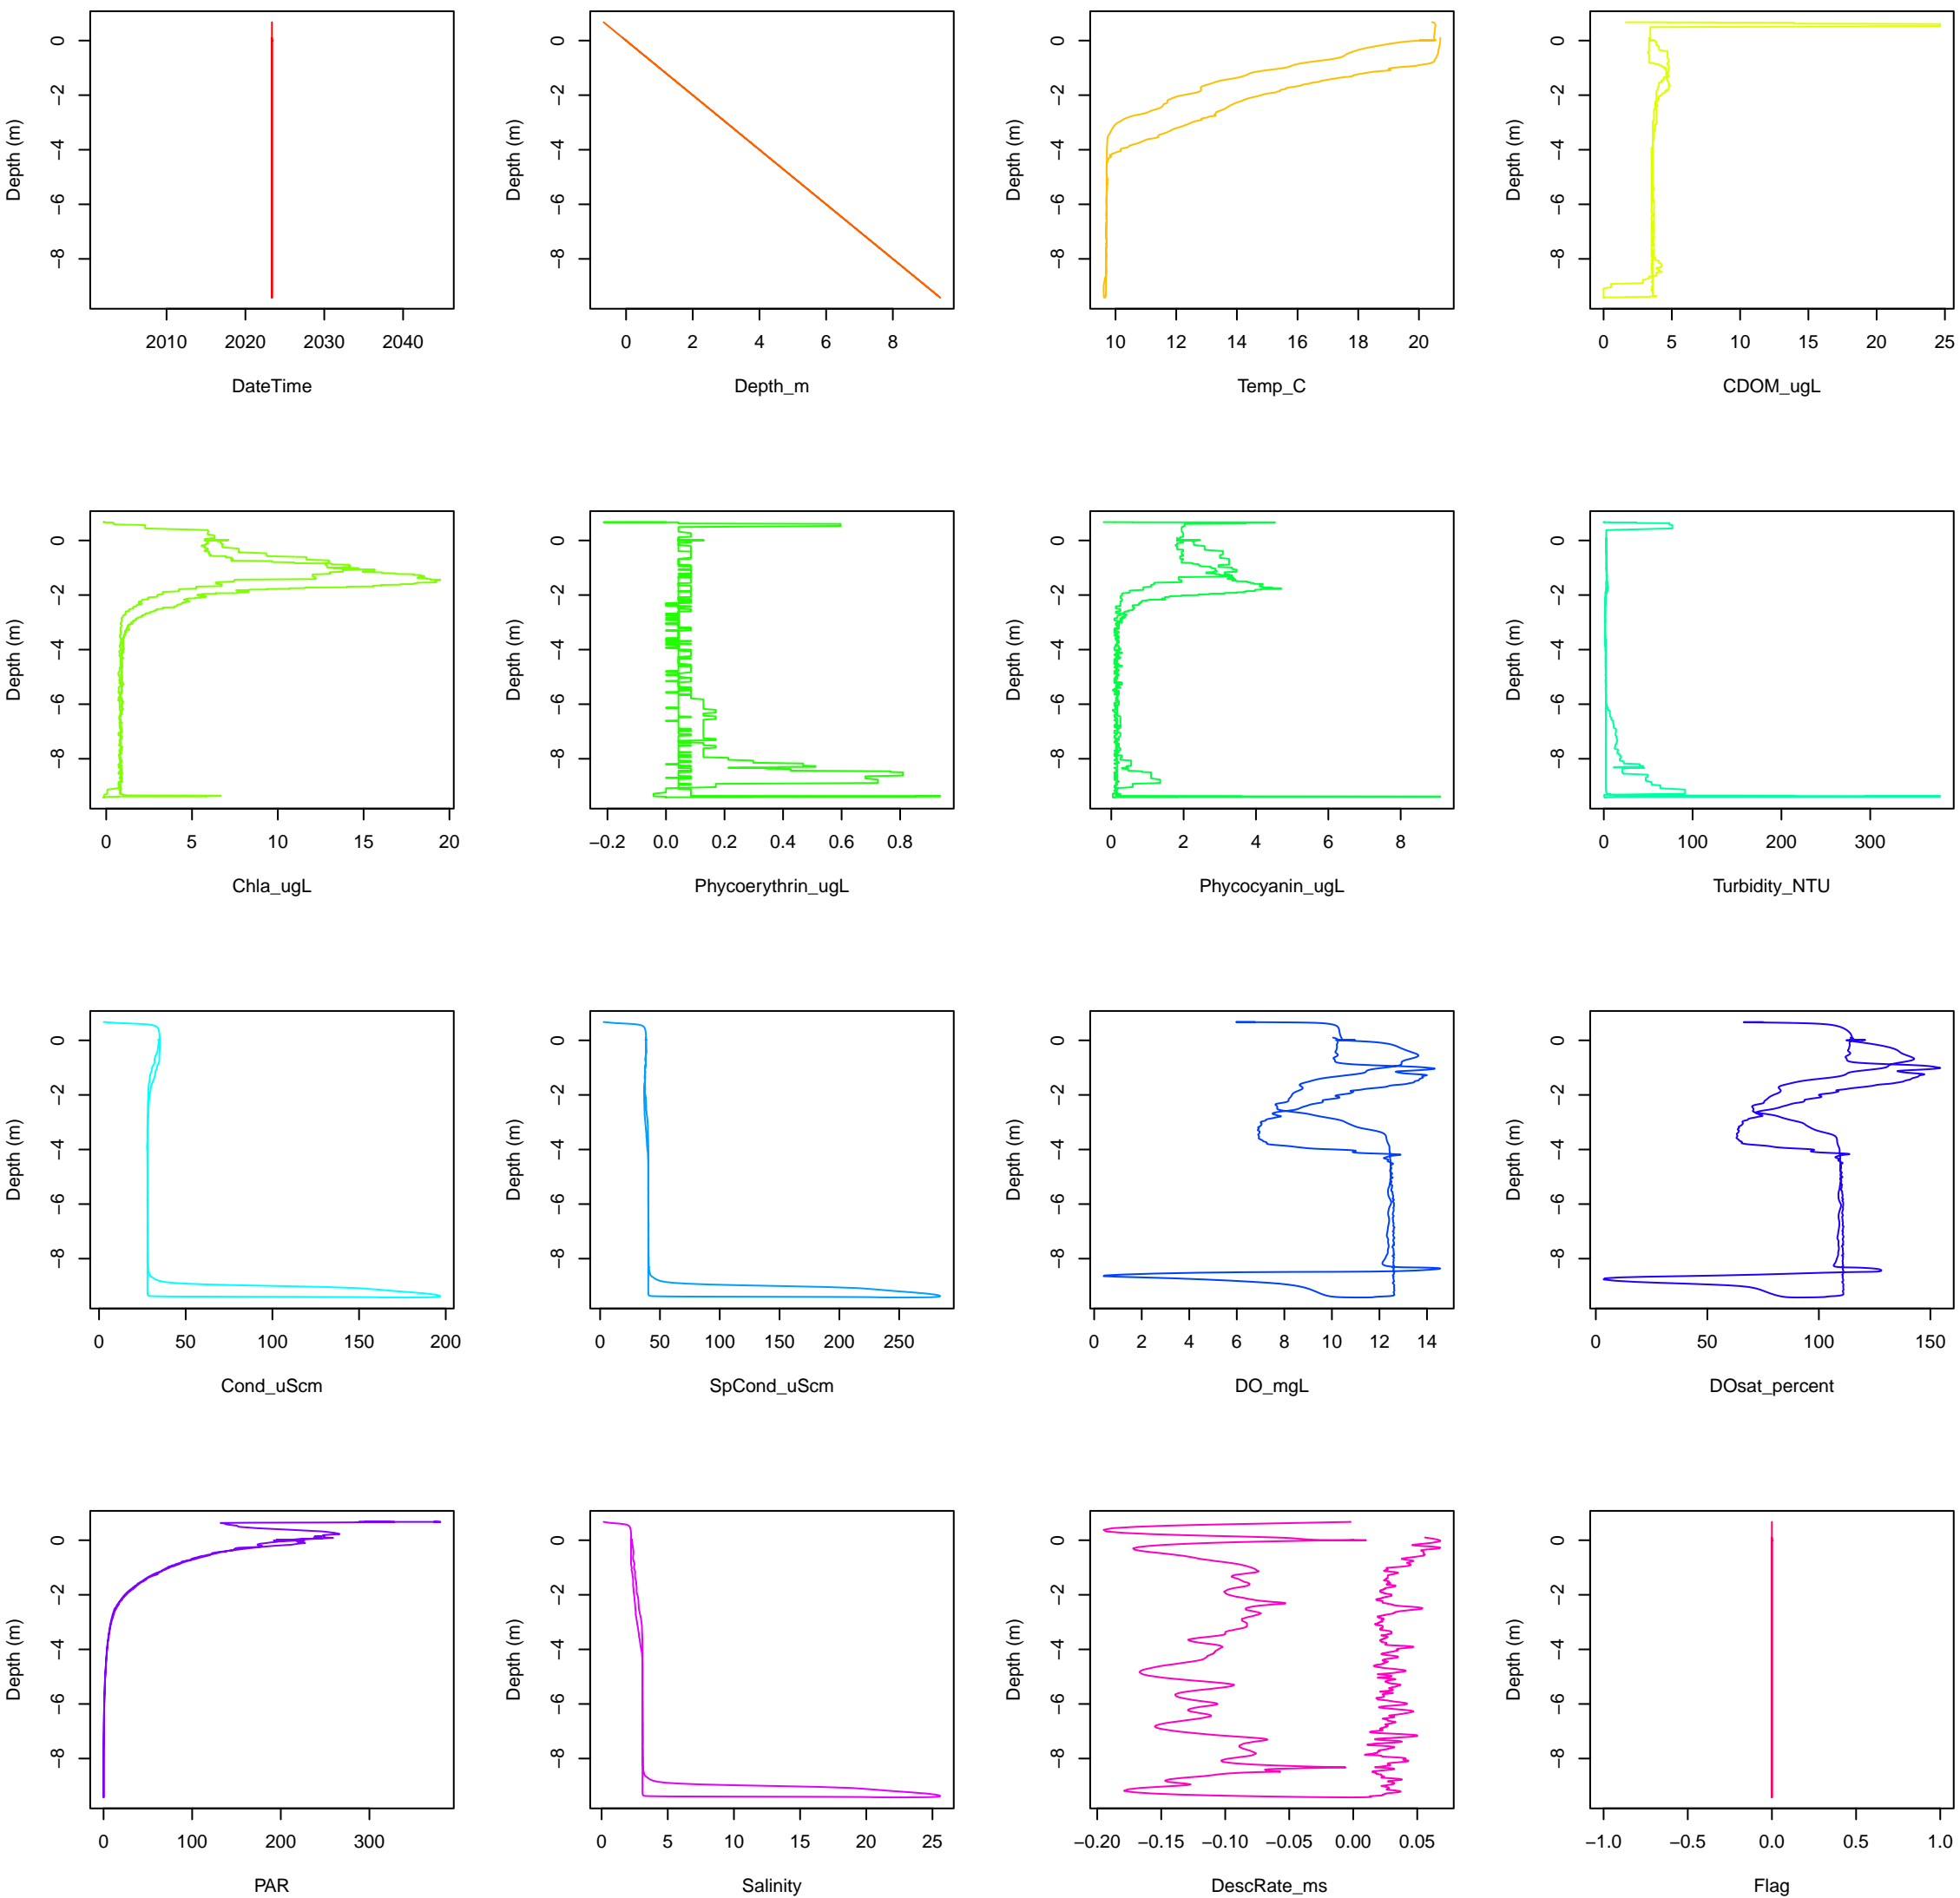 Depth (m)
0
−2
−4
−6
−8
2010 2020 2030 2040
DateTime
Depth (m)
0
−2
−4
−6
−8
0 2 4 6 8
Depth_m
Depth (m)
0
−2
−4
−6
−8
10 12 14 16 18 20
Temp_C
Depth (m)
0
−2
−4
−6
−8
0 5 10 15 20 25
CDOM_ugL
Depth (m)
0
−2
−4
−6
−8
0 5 10 15 20
Chla_ugL
Depth (m)
0
−2
−4
−6
−8
−0.2 0.0 0.2 0.4 0.6 0.8
Phycoerythrin_ugL
Depth (m)
0
−2
−4
−6
−8
0 2 4 6 8
Phycocyanin_ugL
Depth (m)
0
−2
−4
−6
−8
0 100 200 300
Turbidity_NTU
Depth (m)
0
−2
−4
−6
−8
0 50 100 150 200
Cond_uScm
Depth (m)
0
−2
−4
−6
−8
0 50 100 150 200 250
SpCond_uScm
Depth (m)
0
−2
−4
−6
−8
0 2 4 6 8 10 12 14
DO_mgL
Depth (m)
0
−2
−4
−6
−8
0 50 100 150
DOsat_percent
Depth (m)
0
−2
−4
−6
−8
0 100 200 300
PAR
Depth (m)
0
−2
−4
−6
−8
0 5 10 15 20 25
Salinity
Depth (m)
0
−2
−4
−6
−8
−0.20 −0.15 −0.10 −0.05 0.00 0.05
DescRate_ms
Depth (m)
0
−2
−4
−6
−8
−1.0 −0.5 0.0 0.5 1.0
Flag